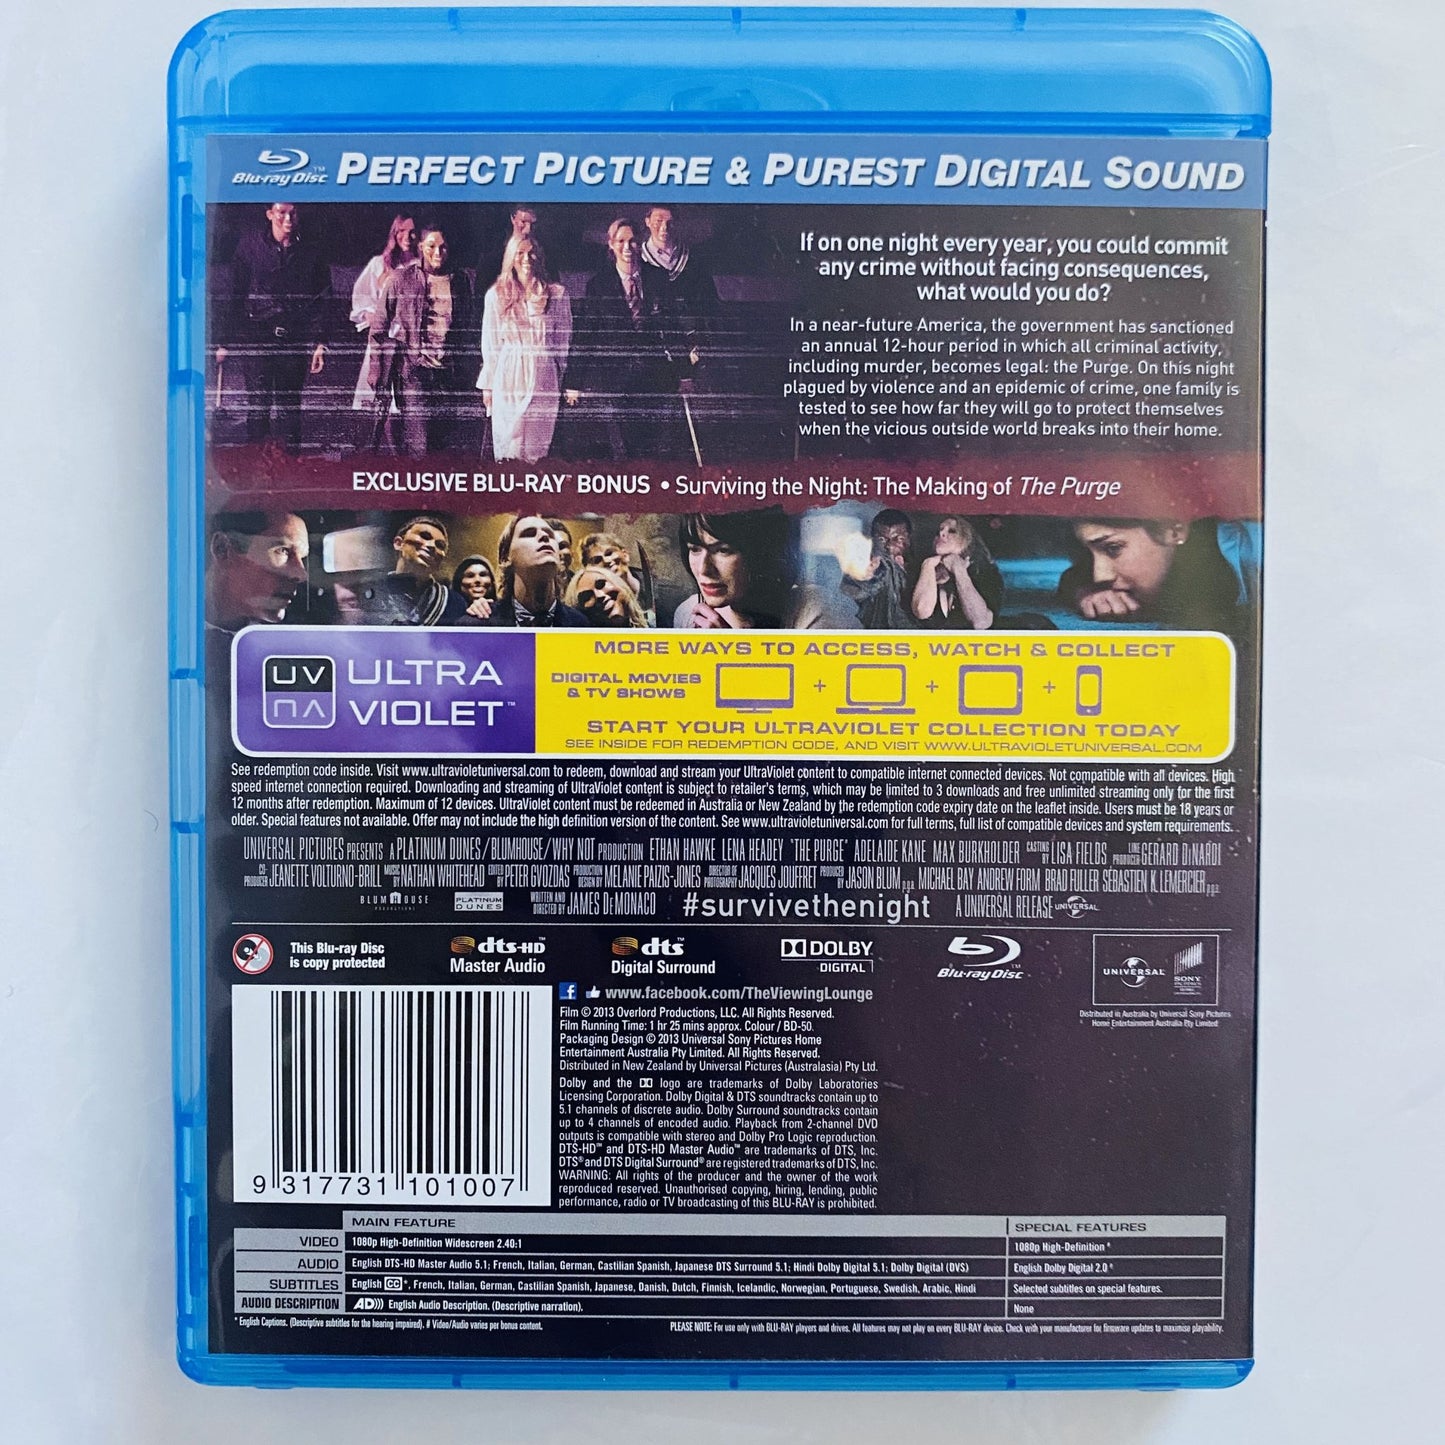 Blu-ray Disc™ PERFECT PICTURE & PUREST DIGITAL SOUND
If on one night every year, you could commit
any crime without facing consequences,
what would you do?
In a near-future America, the government has sanctioned
an annual 12-hour period in which all criminal activity,
including murder, becomes legal: the Purge. On this night
plagued by violence and an epidemic of crime, one family is
tested to see how far they will go to protect themselves
when the vicious outside world breaks into their home.
EXCLUSIVE BLU-RAY™ BONUS • Surviving the Night: The Making of The Purge
UV
ULTRA
VIOLET™
MORE WAYS TO ACCESS, WATCH & COLLECT
DIGITAL MOVIES
& TV SHOWS
+ + +
START YOUR ULTRAVIOLET COLLECTION TODAY
SEE INSIDE FOR REDEMPTION CODE, AND VISIT WWW.ULTRAVIOLETUNIVERSAL.COM
See redemption code inside. Visit www.ultravioletuniversal.com to redeem, download and stream your UltraViolet content to compatible internet connected devices. Not compatible with all devices. High
speed internet connection required. Downloading and streaming of UltraViolet content is subject to retailer's terms, which may be limited to 3 downloads and free unlimited streaming only for the first
12 months after redemption. Maximum of 12 devices. UltraViolet content must be redeemed in Australia or New Zealand by the redemption code expiry date on the leaflet inside. Users must be 18 years or
older. Special features not available. Offer may not include the high definition version of the content. See www.ultravioletuniversal.com for full terms, full list of compatible devices and system requirements.
UNIVERSAL PICTURES PRESENTS A PLATINUM DUNES/BLUMHOUSE/WHY NOT PRODUCTION ETHAN HAWKE LENA HEADEY "THE PURGE" ADELAIDE KANE MAX BURKHOLDER CASTING BY LISA FIELDS, LINE PRODUCER GERARD DiNARDI
CO-PRODUCER JEANETTE VOLTURNO-BRILL MUSIC BY NATHAN WHITEHEAD EDITED BY PETER GVOZDAS PRODUCTION DESIGN BY MELANIE PAIZIS-JONES DIRECTOR OF PHOTOGRAPHY JACQUES JOUFFRET PRODUCED BY JASON BLUM p.g.a. MICHAEL BAY ANDREW FORM BRAD FULLER SÉBASTIEN K. LEMERCIER p.g.a.
BLUMHOUSE PRODUCTIONS PLATINUM DUNES WRITTEN AND DIRECTED BY JAMES DeMONACO #survivethenight A UNIVERSAL RELEASE UNIVERSAL
This Blu-ray Disc
is copy protected
dts-HD™
Master Audio
dts™
Digital Surround
DOLBY
DIGITAL
Blu-ray Disc™
UNIVERSAL
SONY
Distributed in Australia by Universal Sony Pictures
Home Entertainment Australia Pty Limited
www.facebook.com/TheViewingLounge
Film © 2013 Overlord Productions, LLC. All Rights Reserved.
Film Running Time: 1 hr 25 mins approx. Colour / BD-50.
Packaging Design © 2013 Universal Sony Pictures Home
Entertainment Australia Pty Limited. All Rights Reserved.
Distributed in New Zealand by Universal Pictures (Australasia) Pty Ltd.
Dolby and the logo are trademarks of Dolby Laboratories
Licensing Corporation. Dolby Digital & DTS soundtracks contain up to
5.1 channels of discrete audio. Dolby Surround soundtracks contain
up to 4 channels of encoded audio. Playback from 2-channel DVD
outputs is compatible with stereo and Dolby Pro Logic reproduction.
DTS-HD™ and DTS-HD Master Audio™ are trademarks of DTS, Inc.
DTS® and DTS Digital Surround® are registered trademarks of DTS, Inc.
WARNING: All rights of the producer and the owner of the work
reproduced reserved. Unauthorised copying, hiring, lending, public
performance, radio or TV broadcasting of this BLU-RAY is prohibited.
9 317731 101007
MAIN FEATURE SPECIAL FEATURES
VIDEO 1080p High-Definition Widescreen 2.40:1 1080p High-Definition #
AUDIO English DTS-HD Master Audio 5.1; French, Italian, German, Castilian Spanish, Japanese DTS Surround 5.1; Hindi Dolby Digital 5.1; Dolby Digital (DVS) English Dolby Digital 2.0 #
SUBTITLES English CC*, French, Italian, German, Castilian Spanish, Japanese, Danish, Dutch, Finnish, Icelandic, Norwegian, Portuguese, Swedish, Arabic, Hindi Selected subtitles on special features.
AUDIO DESCRIPTION AD))) English Audio Description. (Descriptive narration). None
* English Captions. (Descriptive subtitles for the hearing impaired). # Video/Audio varies per bonus content. PLEASE NOTE: For use only with BLU-RAY players and drives. All features may not play on every BLU-RAY device. Check with your manufacturer for firmware updates to maximise playability.